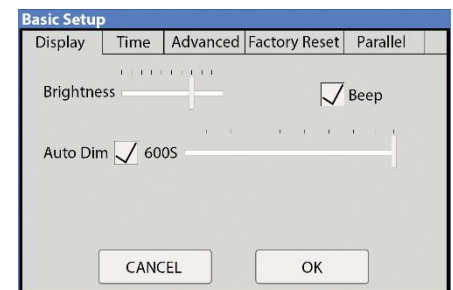 Basic Setup
Display Time Advanced Factory Reset Parallel
Brightness Beep
Auto Dim 600S
CANCEL OK